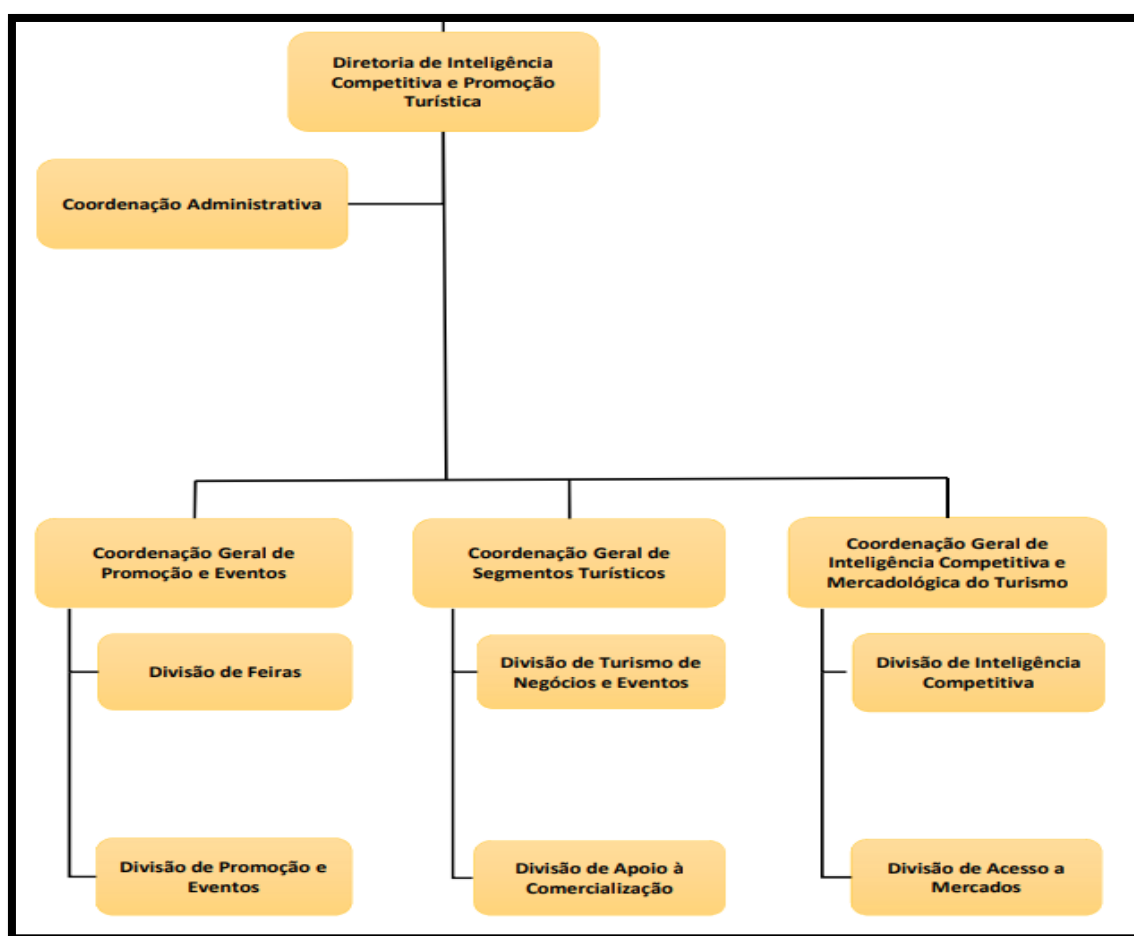 Diretoria de Inteligência
Competitiva e Promoção
Turística
Coordenação Administrativa
Coordenação Geral de
Promoção e Eventos
Coordenação Geral de
Segmentos Turísticos
Coordenação Geral de
Inteligência Competitiva e
Mercadológica do Turismo
Divisão de Feiras
Divisão de Turismo de
Negócios e Eventos
Divisão de Inteligência
Competitiva
Divisão de Promoção e
Eventos
Divisão de Apoio à
Comercialização
Divisão de Acesso a
Mercados